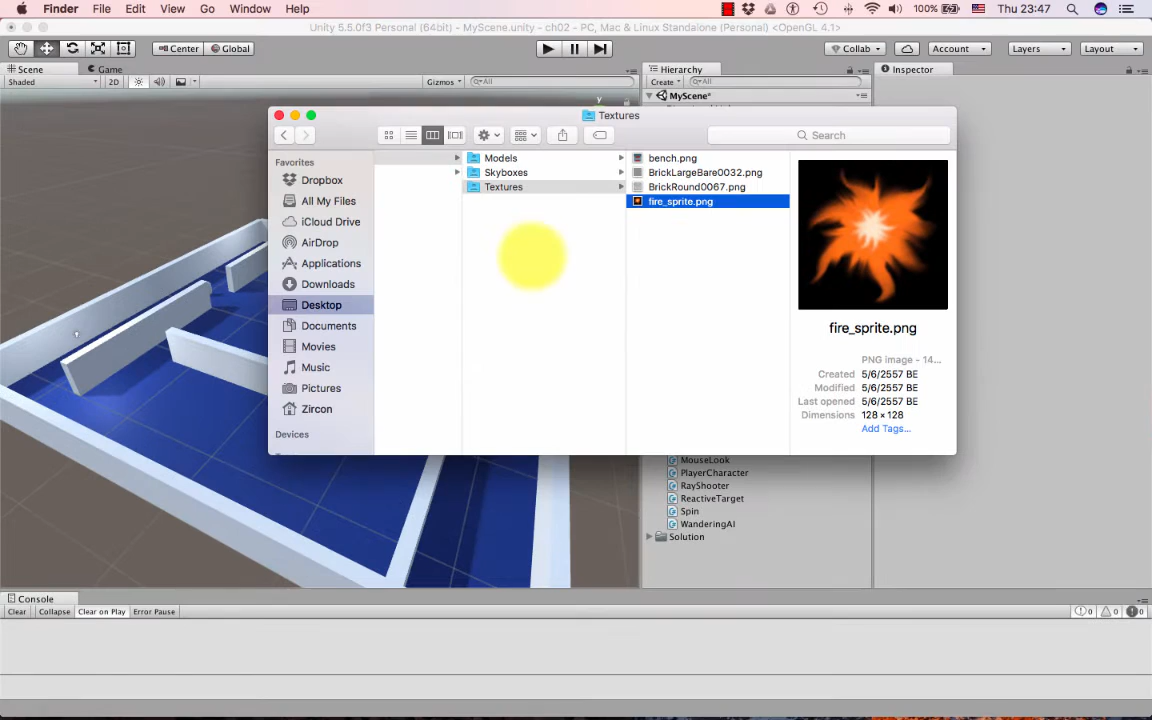 Finder File Edit View Go Window Help 100% Thu 23:47
Unity 5.5.0f3 Personal (64bit) - MyScene.unity - ch02 - PC, Mac & Linux Standalone (Personal) <OpenGL 4.1>
Center Global Collab Account Layers Layout
Scene Game Hierarchy Inspector
Shaded 2D Gizmos All Create All
MyScene*
Textures
Search
Favorites
Dropbox
All My Files
iCloud Drive
AirDrop
Applications
Downloads
Desktop
Documents
Movies
Music
Pictures
Zircon
Devices
Models
Skyboxes
Textures
bench.png
BrickLargeBare0032.png
BrickRound0067.png
fire_sprite.png
fire_sprite.png
PNG image - 14...
Created 5/6/2557 BE
Modified 5/6/2557 BE
Last opened 5/6/2557 BE
Dimensions 128 × 128
Add Tags...
MouseLook
PlayerCharacter
RayShooter
ReactiveTarget
Spin
WanderingAI
Solution
Console
Clear Collapse Clear on Play Error Pause 0 0 0